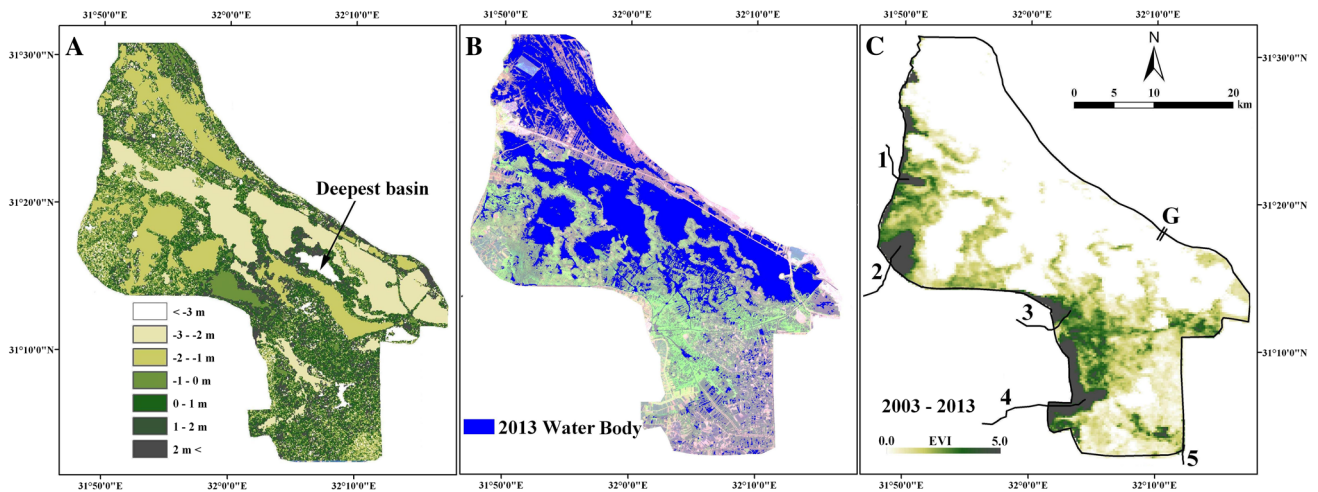 31°50'0"E 32°0'0"E 32°10'0"E
31°50'0"E 32°0'0"E 32°10'0"E
31°50'0"E 32°0'0"E 32°10'0"E
A
31°30'0"N
31°20'0"N
31°10'0"N
Deepest basin
< -3 m
-3 - -2 m
-2 - -1 m
-1 - 0 m
0 - 1 m
1 - 2 m
2 m <
31°50'0"E 32°0'0"E 32°10'0"E
B
2013 Water Body
31°50'0"E 32°0'0"E 32°10'0"E
C
N
0 5 10 20
km
1
2
3
4
5
G
2003 - 2013
0.0 EVI 5.0
31°30'0"N
31°20'0"N
31°10'0"N
31°50'0"E 32°0'0"E 32°10'0"E